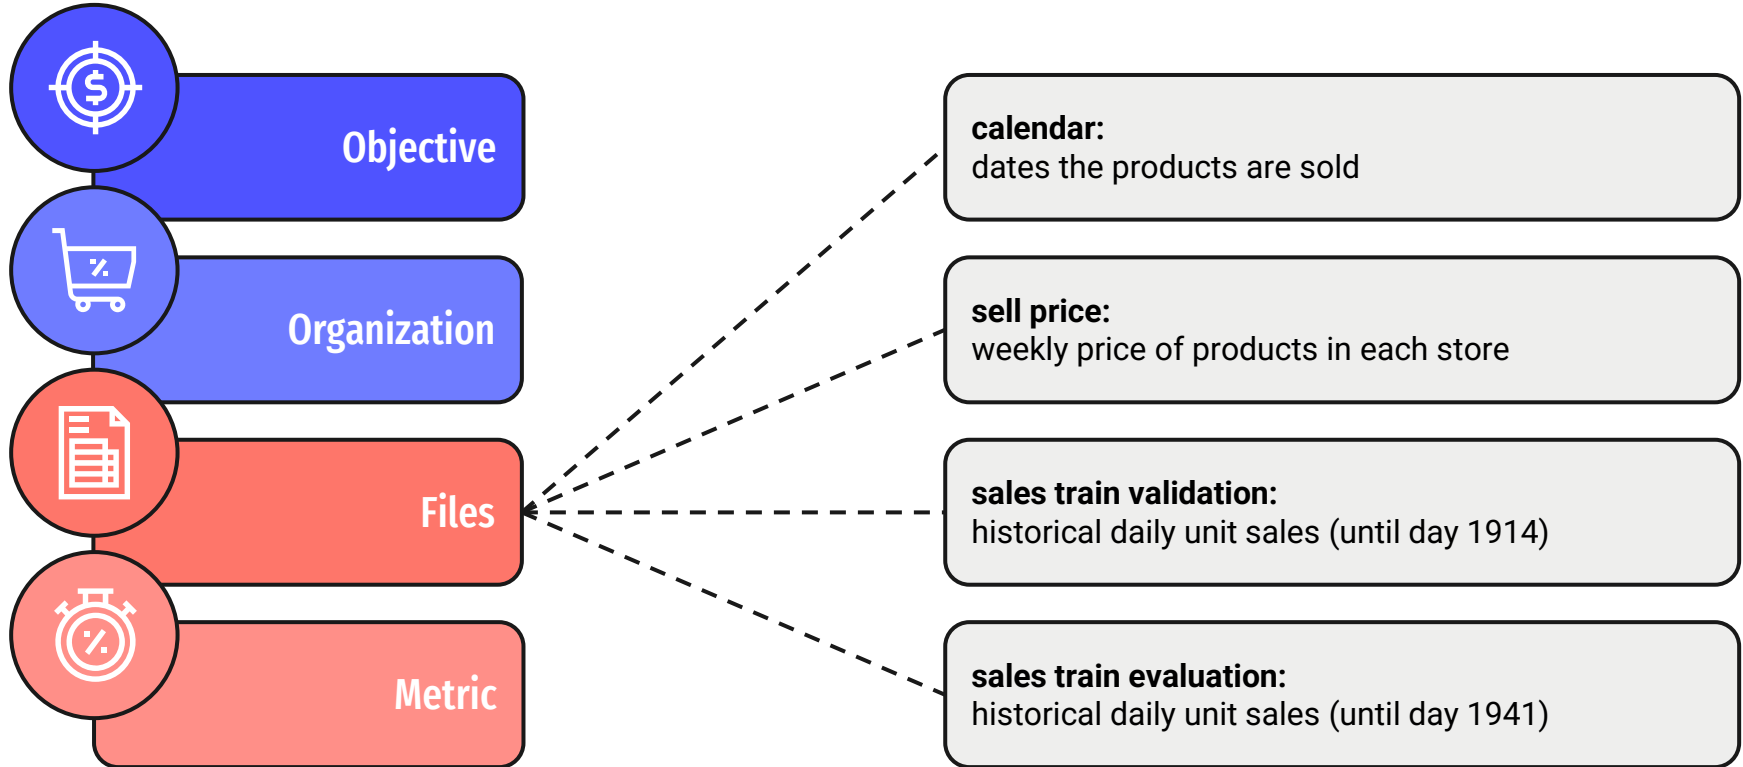 Objective
Organization
Files
Metric
calendar:
dates the products are sold
sell price:
weekly price of products in each store
sales train validation:
historical daily unit sales (until day 1914)
sales train evaluation:
historical daily unit sales (until day 1941)